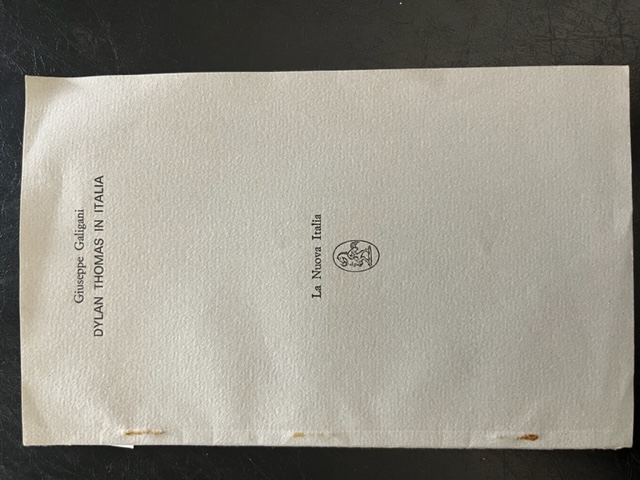 Giuseppe Galigani
DYLAN THOMAS IN ITALIA
La Nuova Italia